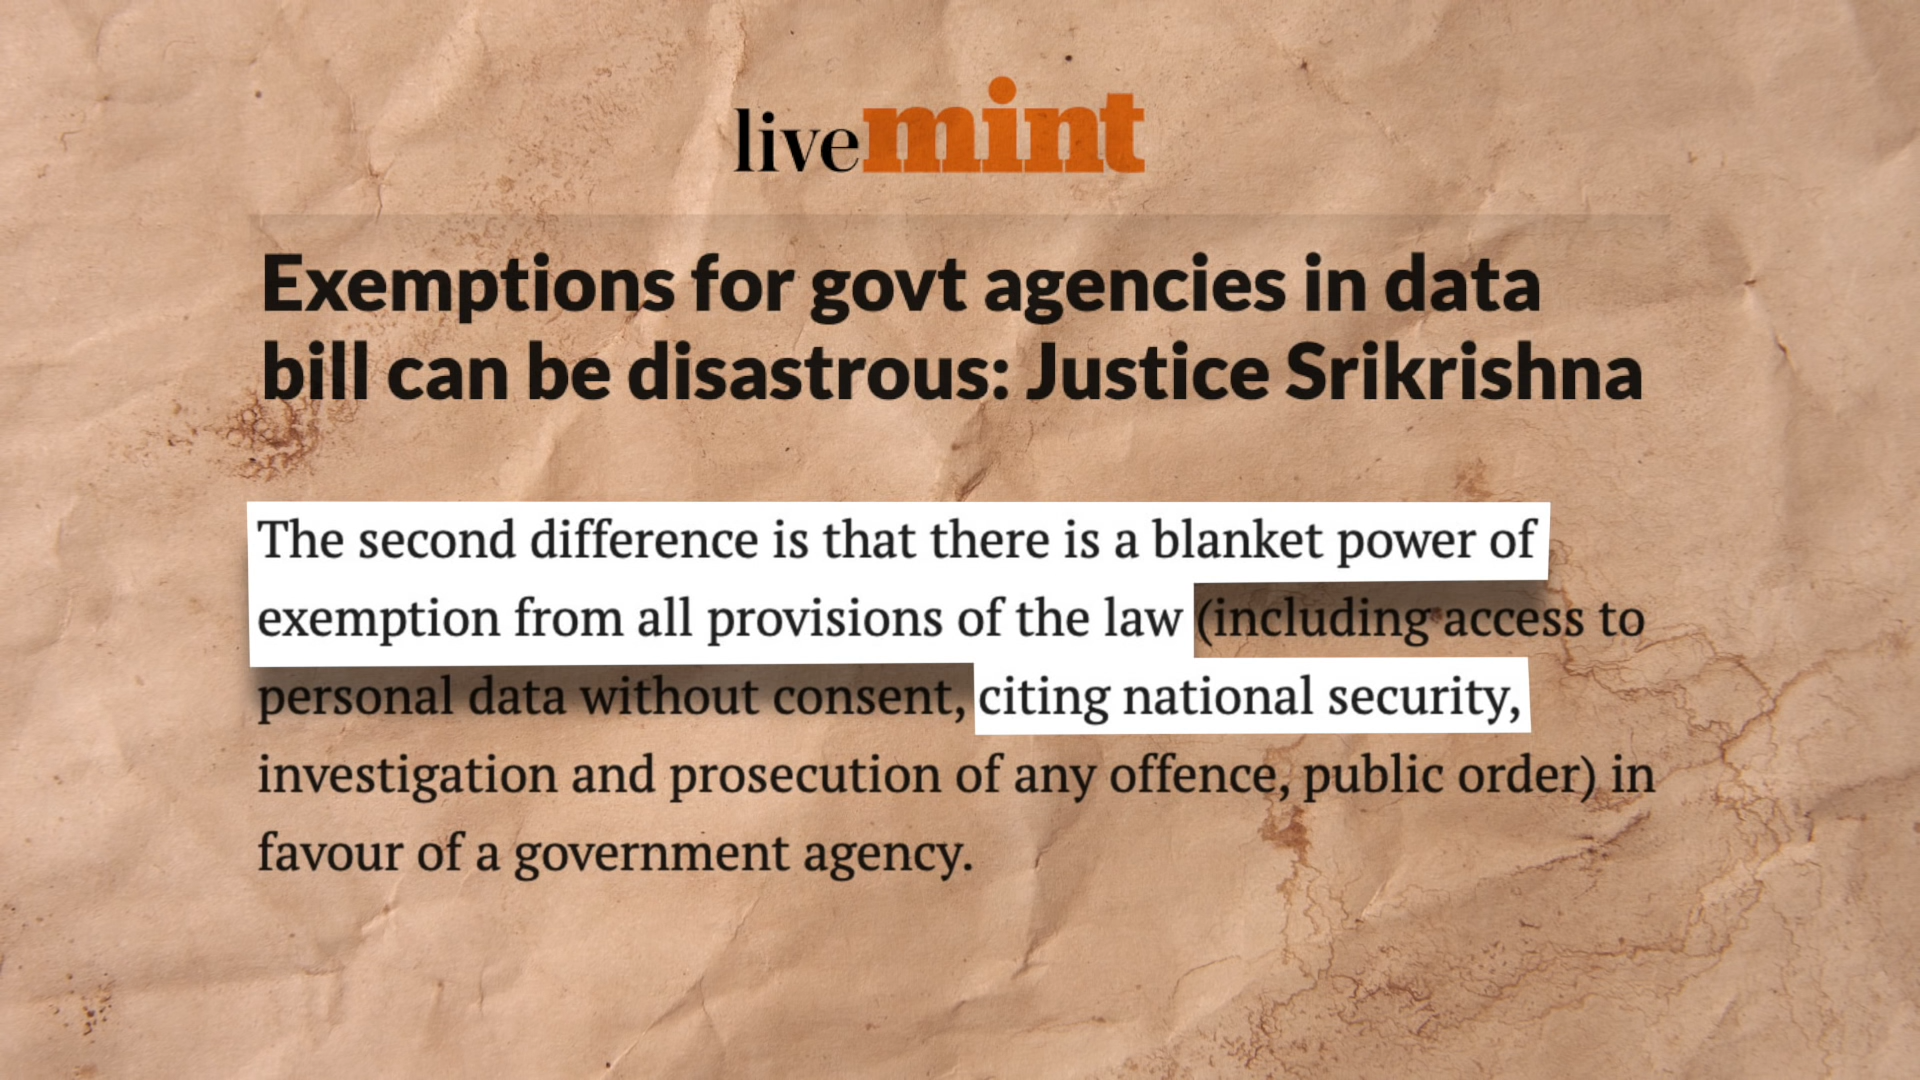 livemint
Exemptions for govt agencies in data
bill can be disastrous: Justice Srikrishna
The second difference is that there is a blanket power of
exemption from all provisions of the law (including access to
personal data without consent, citing national security,
investigation and prosecution of any offence, public order) in
favour of a government agency.